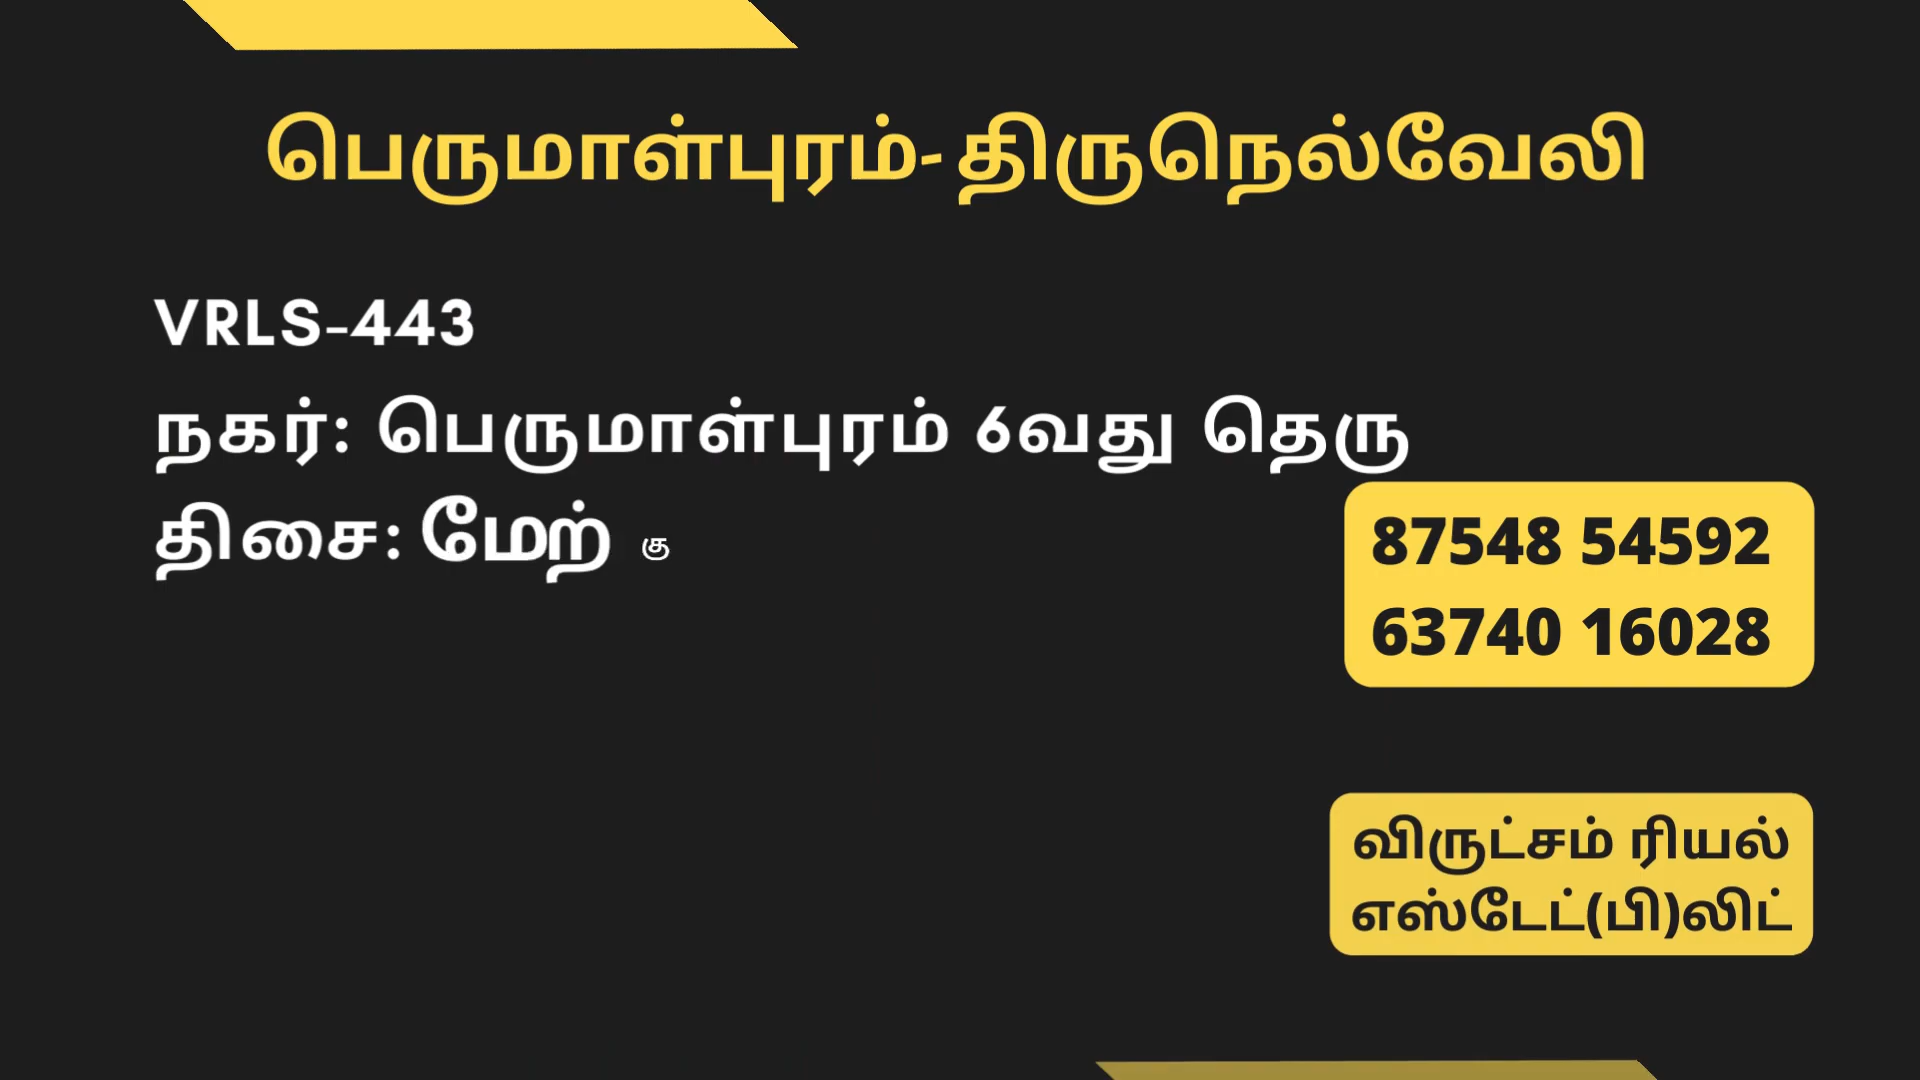 பெருமாள்புரம்-திருநெல்வேலி
VRLS-443
நகர்: பெருமாள்புரம் 6வது தெரு
திசை: மேற் கு
87548 54592
63740 16028
விருட்சம் ரியல்
எஸ்டேட்(பி)லிட்